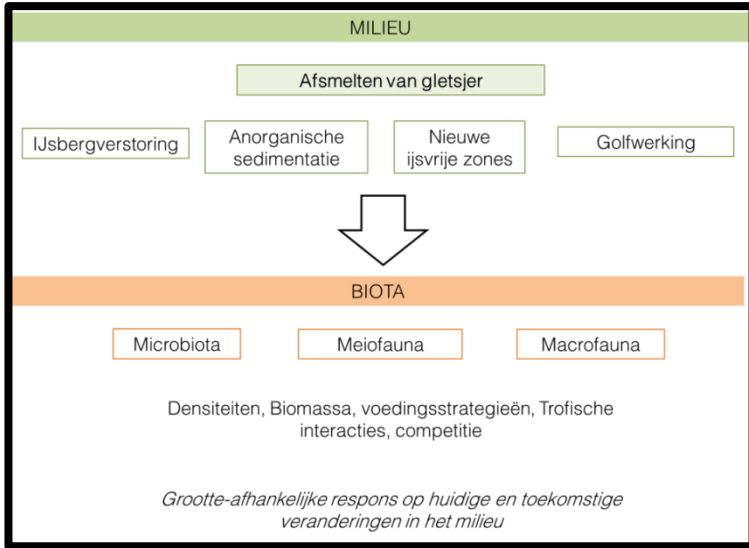 MILIEU
Afsmelten van gletsjer
IJsbergverstoring
Anorganische
sedimentatie
Nieuwe
ijsvrije zones
Golfwerking
BIOTA
Microbiota
Meiofauna
Macrofauna
Densiteiten, Biomassa, voedingsstrategieën, Trofische
interacties, competitie
Grootte-afhankelijke respons op huidige en toekomstige
veranderingen in het milieu